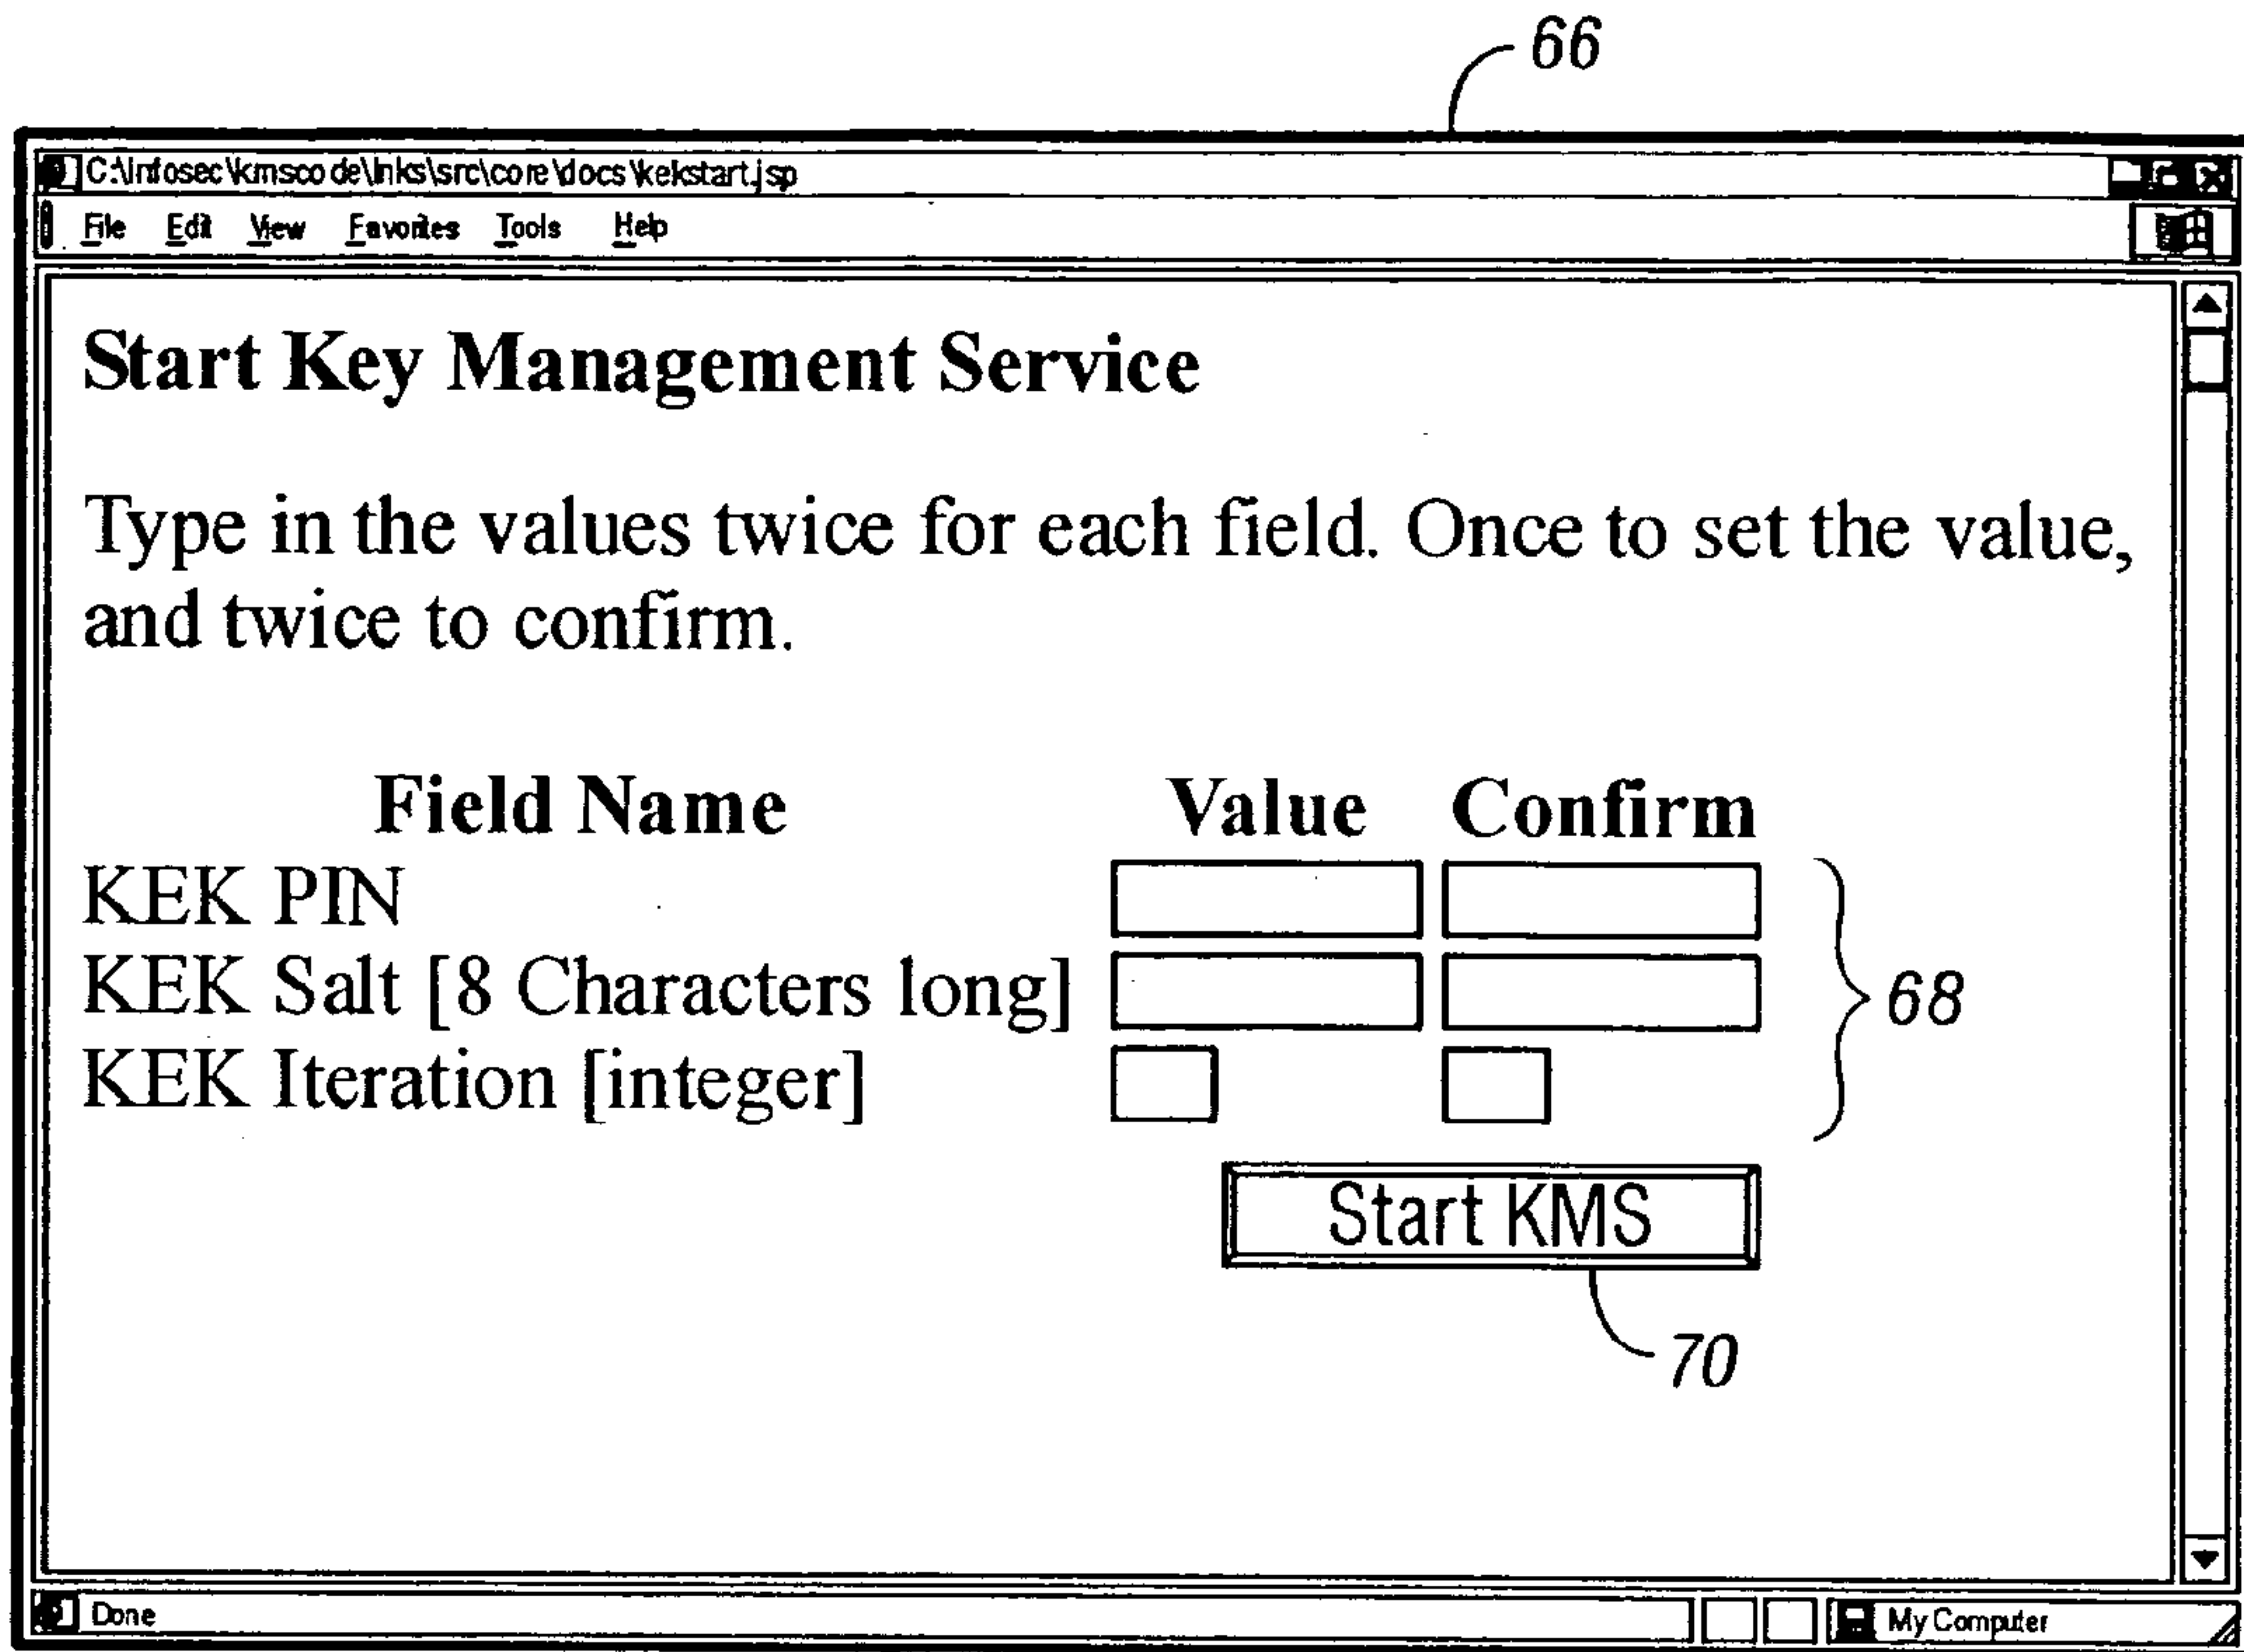 66
C:\Infosec\kmscode\lnks\src\core\docs\kekstart.jsp
File Edit View Favorites Tools Help
Start Key Management Service
Type in the values twice for each field. Once to set the value,
and twice to confirm.
Field Name Value Confirm
KEK PIN
KEK Salt [8 Characters long]
68
KEK Iteration [integer]
Start KMS
70
Done My Computer